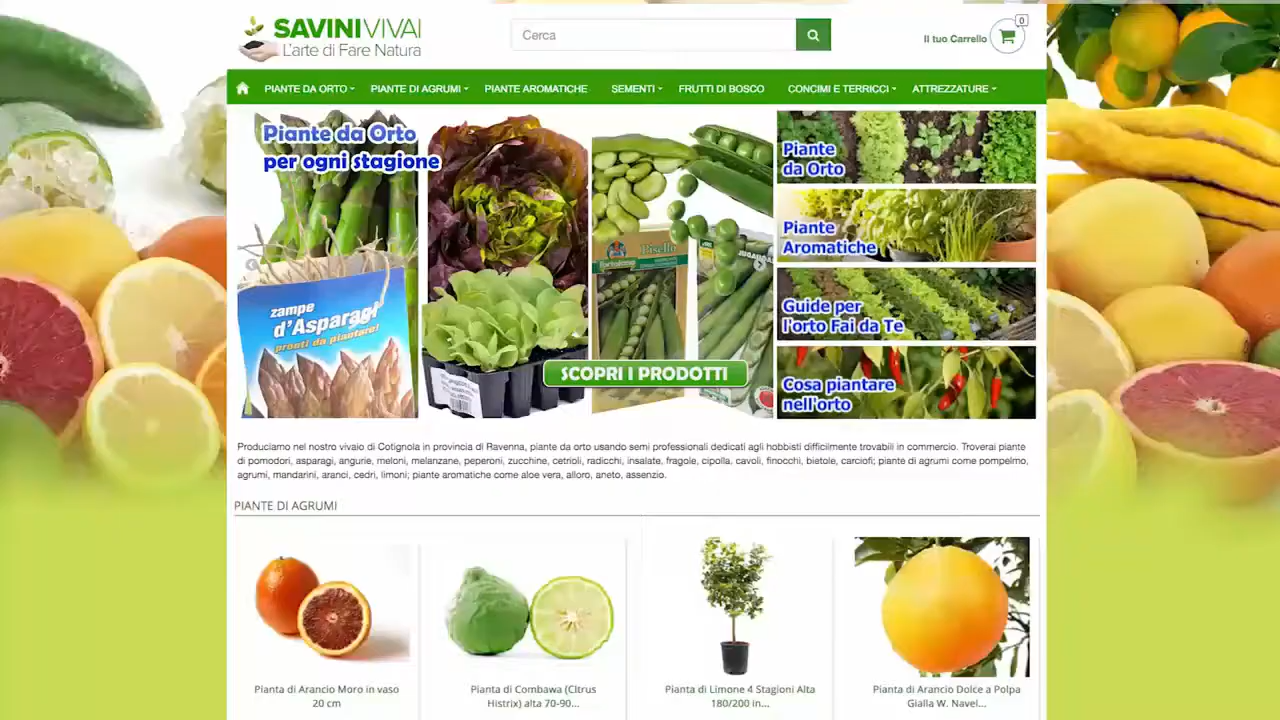 SAVINI VIVAI
L'arte di Fare Natura
Cerca
Il tuo Carrello
0
PIANTE DA ORTO
PIANTE DI AGRUMI
PIANTE AROMATICHE
SEMENTI
FRUTTI DI BOSCO
CONCIMI E TERRICCI
ATTREZZATURE
Piante da Orto
per ogni stagione
zampe
d'Asparagi
pronti da piantare!
Pisello
SCOPRI I PRODOTTI
Piante
da Orto
Piante
Aromatiche
Guide per
l'orto Fai da Te
Cosa piantare
nell'orto
Produciamo nel nostro vivaio di Cotignola in provincia di Ravenna, piante da orto usando semi professionali dedicati agli hobbisti difficilmente trovabili in commercio. Troverai piante
di pomodori, asparagi, angurie, meloni, melanzane, peperoni, zucchine, cetrioli, radicchi, insalate, fragole, cipolla, cavoli, finocchi, bietole, carciofi; piante di agrumi come pompelmo,
agrumi, mandarini, aranci, cedri, limoni; piante aromatiche come aloe vera, alloro, aneto, assenzio.
PIANTE DI AGRUMI
Pianta di Arancio Moro in vaso
20 cm
Pianta di Combawa (CItrus
Histrix) alta 70-90...
Pianta di Limone 4 Stagioni Alta
180/200 in...
Pianta di Arancio Dolce a Polpa
Gialla W. Navel...